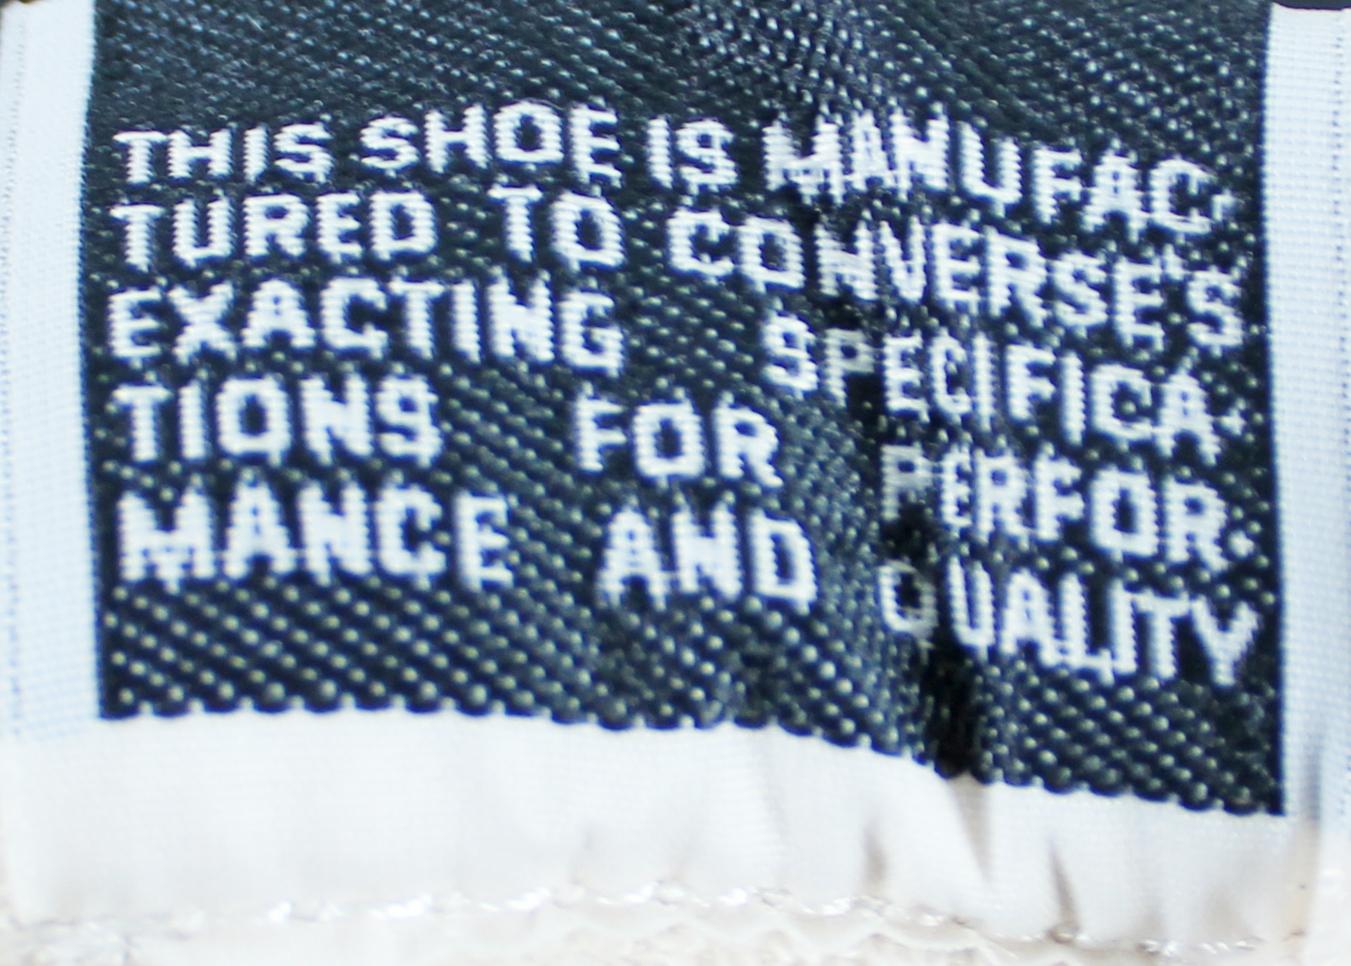 THIS SHOE IS MANUFAC-
TURED TO CONVERSE'S
EXACTING SPECIFICA-
TIONS FOR PERFOR-
MANCE AND QUALITY